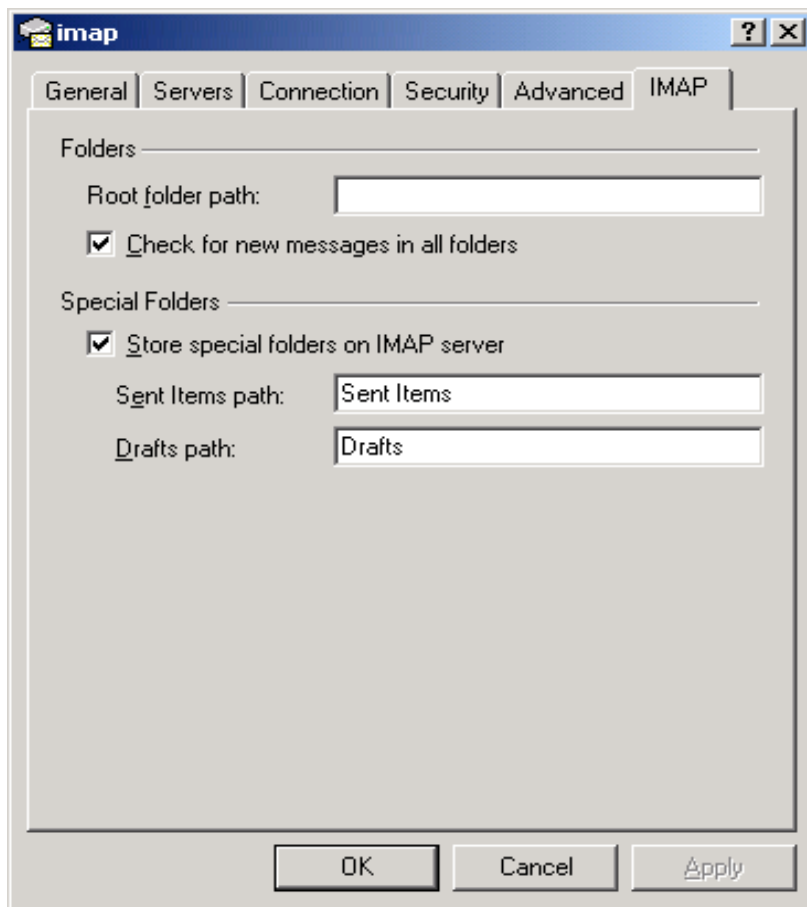 imap
General Servers Connection Security Advanced IMAP
Folders
Root folder path:
Check for new messages in all folders
Special Folders
Store special folders on IMAP server
Sent Items path: Sent Items
Drafts path: Drafts
OK Cancel Apply